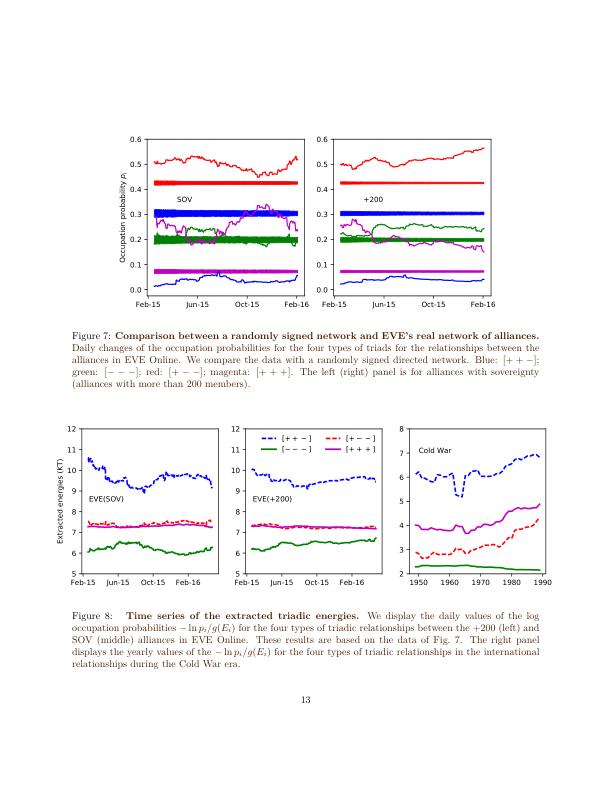 0.6
0.5
0.4
0.3
0.2
0.1
0.0
Occupation probability p_i
SOV
Feb-15 Jun-15 Oct-15 Feb-16
0.6
0.5
0.4
0.3
0.2
0.1
0.0
+200
Feb-15 Jun-15 Oct-15 Feb-16
Figure 7: Comparison between a randomly signed network and EVE's real network of alliances.
Daily changes of the occupation probabilities for the four types of triads for the relationships between the
alliances in EVE Online. We compare the data with a randomly signed directed network. Blue: [+ + −];
green: [− − −]; red: [+ − −]; magenta: [+ + +]. The left (right) panel is for alliances with sovereignty
(alliances with more than 200 members).
12
11
10
9
8
7
6
5
Extracted energies (KT)
EVE(SOV)
Feb-15 Jun-15 Oct-15 Feb-16
12
11
10
9
8
7
6
5
[+ + −] [+ − −]
[− − −] [+ + +]
EVE(+200)
Feb-15 Jun-15 Oct-15 Feb-16
8
7
6
5
4
3
2
Cold War
1950 1960 1970 1980 1990
Figure 8: Time series of the extracted triadic energies. We display the daily values of the log
occupation probabilities − ln p_i/g(E_i) for the four types of triadic relationships between the +200 (left) and
SOV (middle) alliances in EVE Online. These results are based on the data of Fig. 7. The right panel
displays the yearly values of the − ln p_i/g(E_i) for the four types of triadic relationships in the international
relationships during the Cold War era.
13